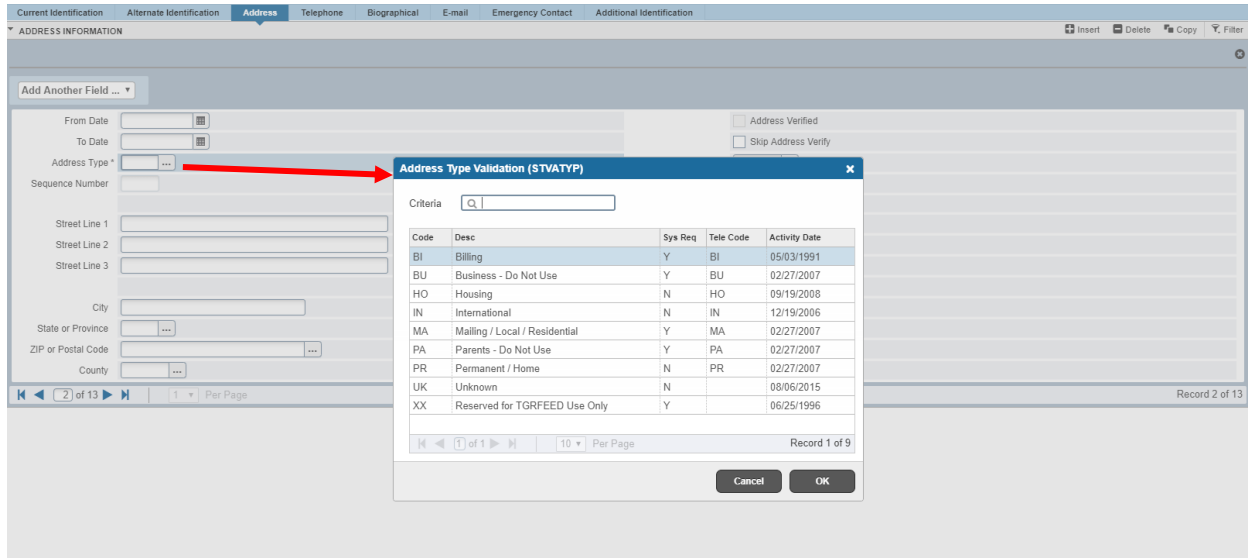 Current Identification Alternate Identification Address Telephone Biographical E-mail Emergency Contact Additional Identification
ADDRESS INFORMATION Insert Delete Copy Filter
Add Another Field ...
From Date Address Verified
To Date Skip Address Verify
Address Type * ...
Address Type Validation (STVATYP)
Sequence Number
Criteria
Street Line 1
Street Line 2
Street Line 3
City
State or Province ...
ZIP or Postal Code ...
County ...
Code Desc Sys Req Tele Code Activity Date
BI Billing Y BI 05/03/1991
BU Business - Do Not Use Y BU 02/27/2007
HO Housing N HO 09/19/2008
IN International N IN 12/19/2006
MA Mailing / Local / Residential Y MA 02/27/2007
PA Parents - Do Not Use Y PA 02/27/2007
PR Permanent / Home N PR 02/27/2007
UK Unknown N 08/06/2015
XX Reserved for TGRFEED Use Only Y 06/25/1996
1 of 1 10 Per Page Record 1 of 9
Cancel OK
2 of 13 1 Per Page Record 2 of 13